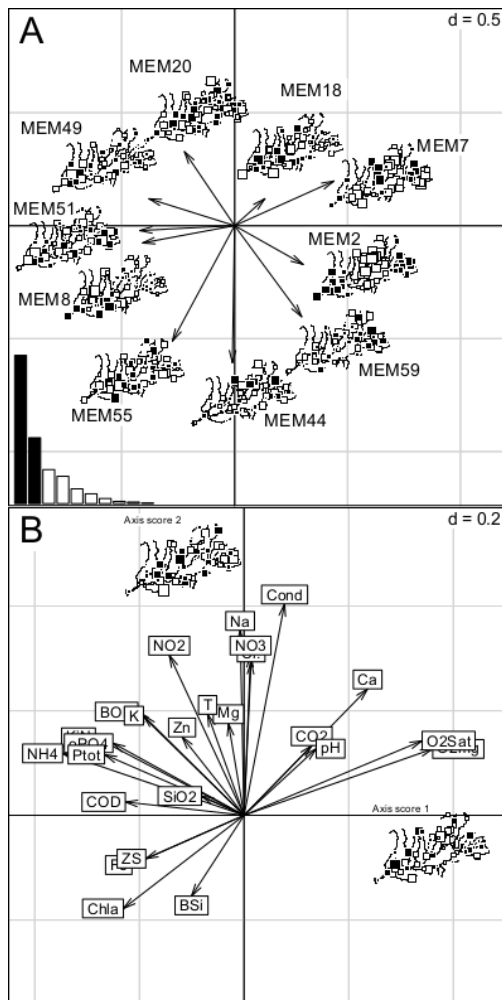 A
d = 0.5
MEM20
MEM18
MEM49
MEM7
MEM51
MEM2
MEM8
MEM59
MEM55
MEM44
B
Axis score 2
d = 0.2
Cond
Na
NO2
NO3
Ca
BO
K
T
Mg
Zn
CO2
pH
O2Sat
NH4
Ptot
SiO2
COD
Axis score 1
ZS
Chla
BSi